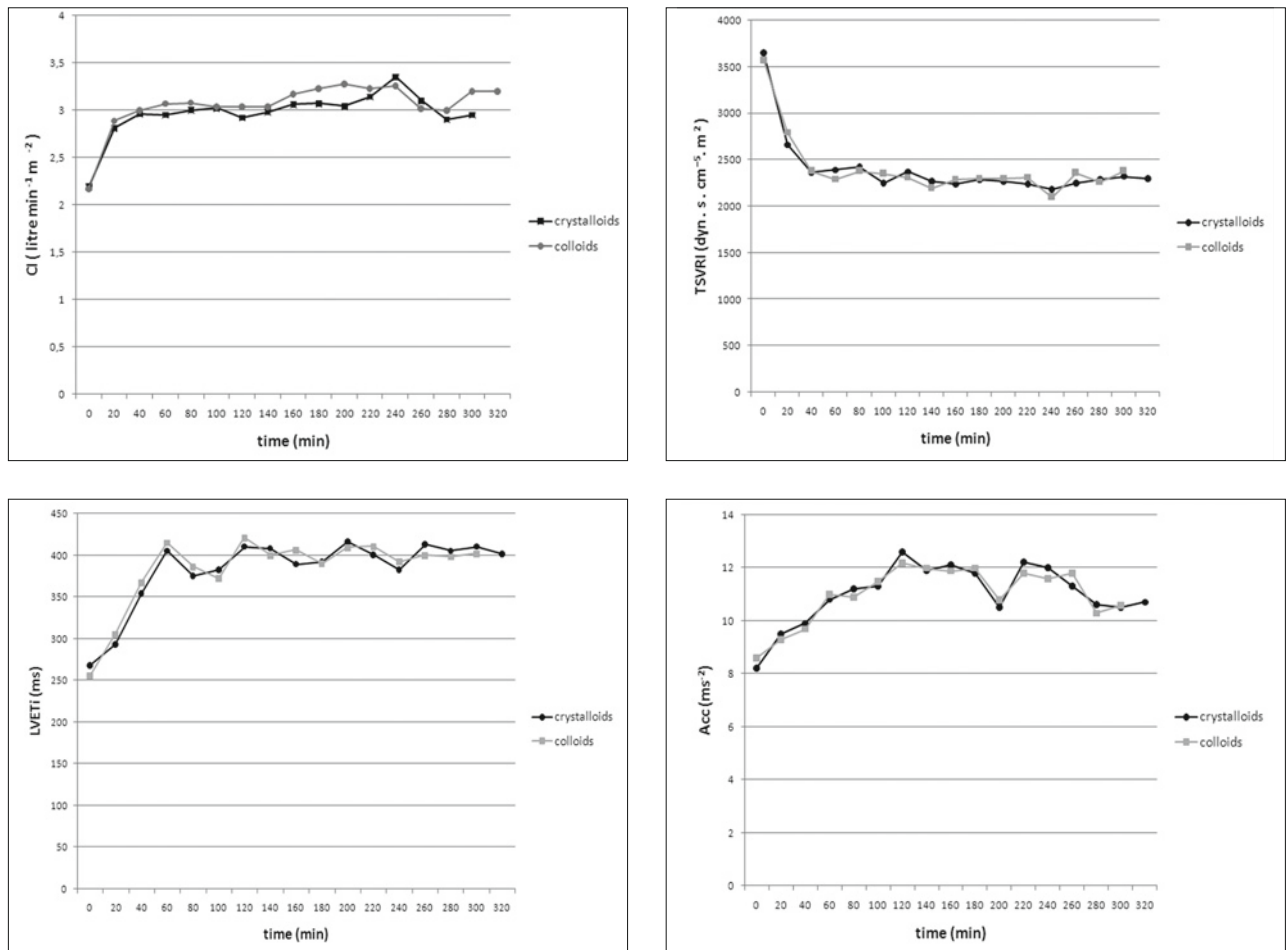 CI ( litre min⁻¹ m ⁻²)
4
3,5
3
2,5
2
1,5
1
0,5
0
0 20 40 60 80 100 120 140 160 180 200 220 240 260 280 300 320
time (min)
crystalloids
colloids
TSVRI (dyn . s . cm⁻⁵. m ²)
4000
3500
3000
2500
2000
1500
1000
500
0
0 20 40 60 80 100 120 140 160 180 200 220 240 260 280 300 320
time (min)
crystalloids
colloids
LVETi (ms)
450
400
350
300
250
200
150
100
50
0
0 20 40 60 80 100 120 140 160 180 200 220 240 260 280 300 320
time (min)
crystalloids
colloids
Acc (ms⁻²)
14
12
10
8
6
4
2
0
0 20 40 60 80 100 120 140 160 180 200 220 240 260 280 300 320
time (min)
crystalloids
colloids